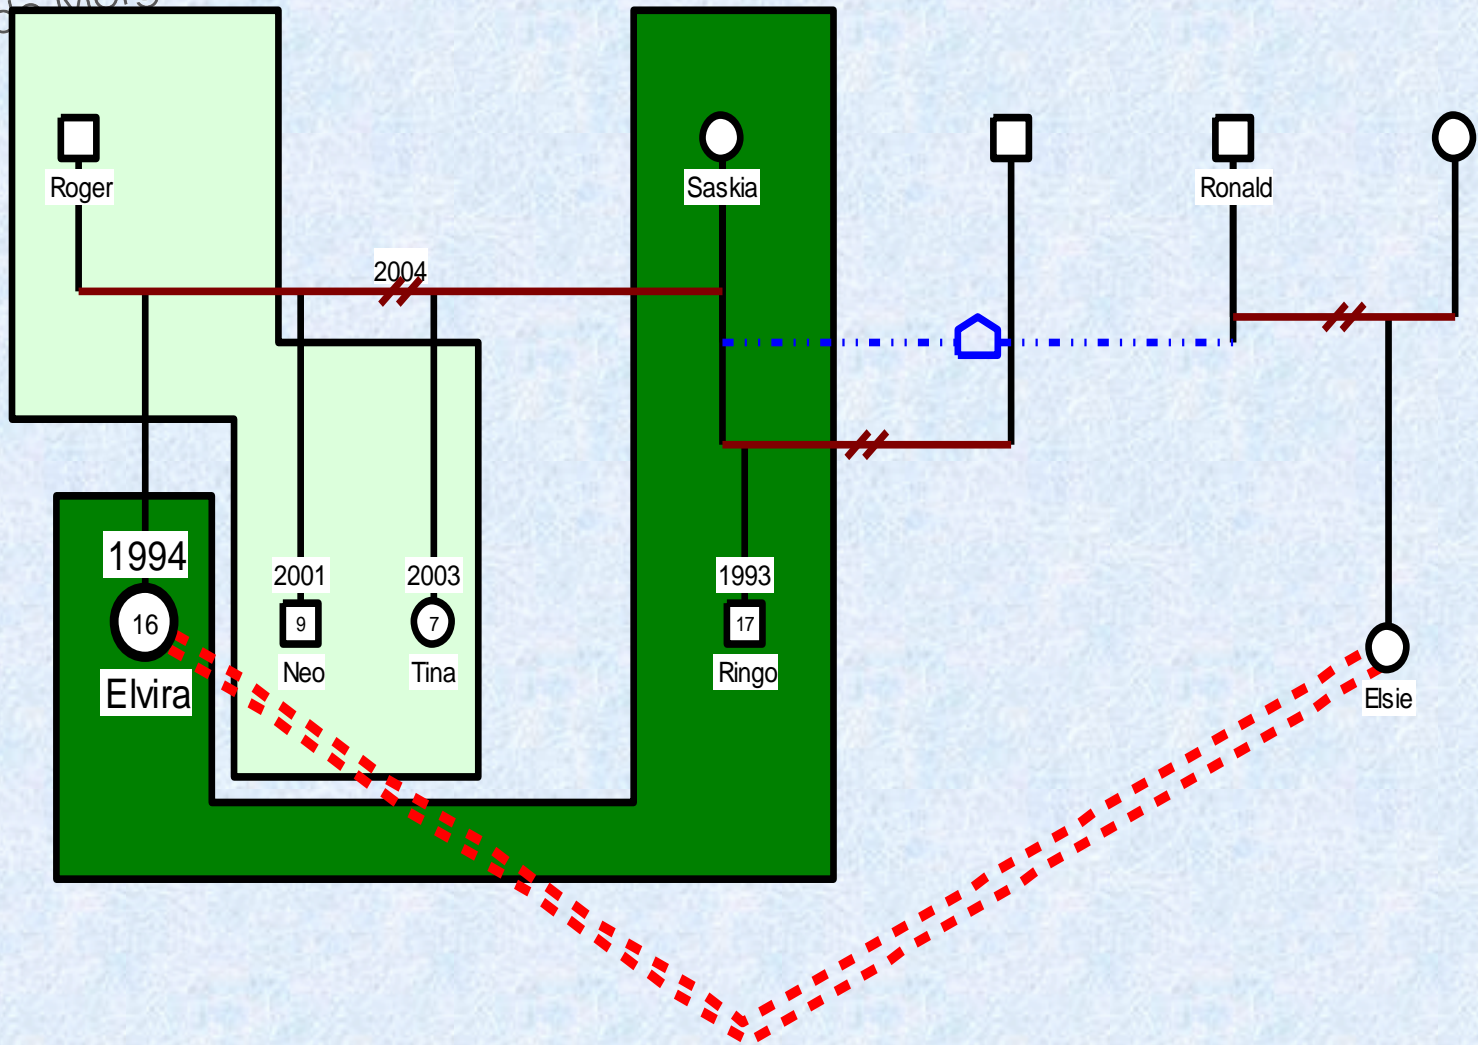 Roger
Saskia
Ronald
2004
1994
2001
2003
1993
16
9
7
17
Neo
Tina
Ringo
Elvira
Elsie